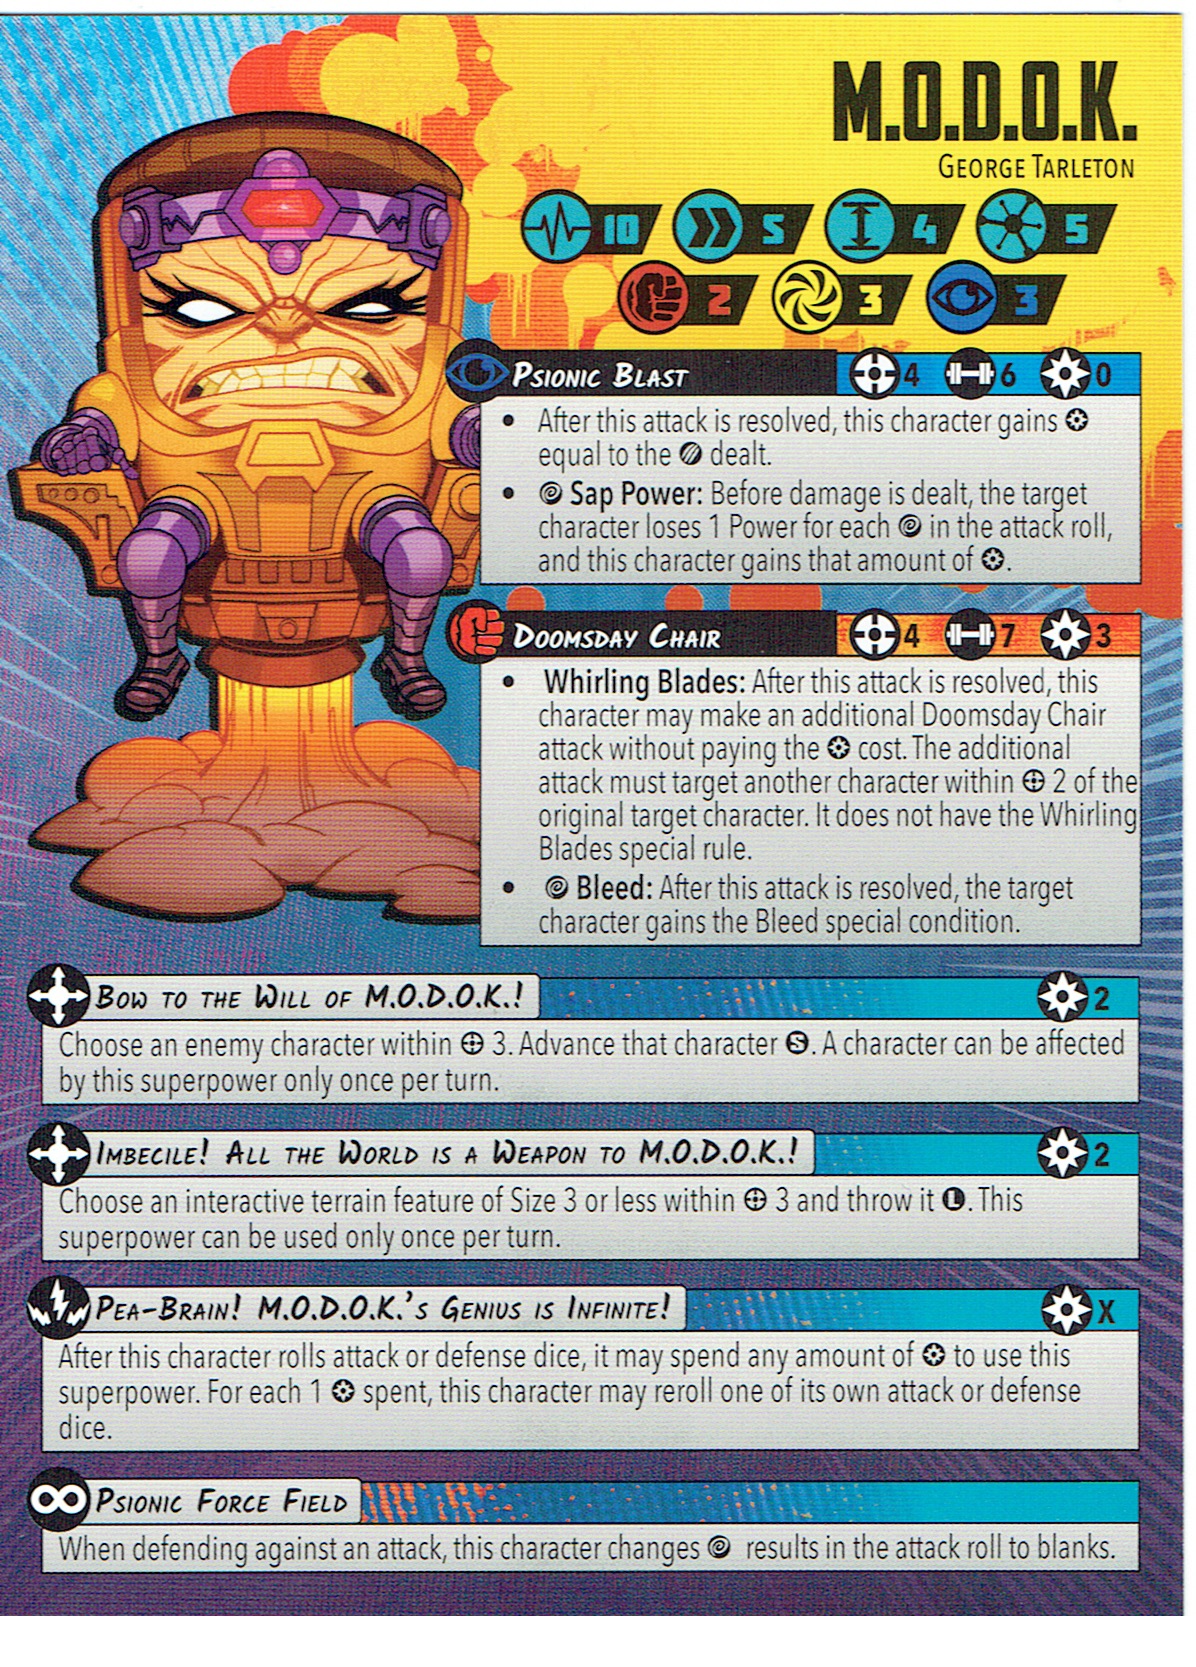 M.O.D.O.K.
George Tarleton
10 S 4 5
2 3 3
Psionic Blast 4 6 0
• After this attack is resolved, this character gains
equal to the dealt.
• Sap Power: Before damage is dealt, the target
character loses 1 Power for each in the attack roll,
and this character gains that amount of .
Doomsday Chair 4 7 3
• Whirling Blades: After this attack is resolved, this
character may make an additional Doomsday Chair
attack without paying the cost. The additional
attack must target another character within 2 of the
original target character. It does not have the Whirling
Blades special rule.
• Bleed: After this attack is resolved, the target
character gains the Bleed special condition.
Bow to the Will of M.O.D.O.K.! 2
Choose an enemy character within 3. Advance that character S. A character can be affected
by this superpower only once per turn.
Imbecile! All the World is a Weapon to M.O.D.O.K.! 2
Choose an interactive terrain feature of Size 3 or less within 3 and throw it L. This
superpower can be used only once per turn.
Pea-Brain! M.O.D.O.K.'s Genius is Infinite! X
After this character rolls attack or defense dice, it may spend any amount of to use this
superpower. For each 1 spent, this character may reroll one of its own attack or defense
dice.
Psionic Force Field
When defending against an attack, this character changes results in the attack roll to blanks.